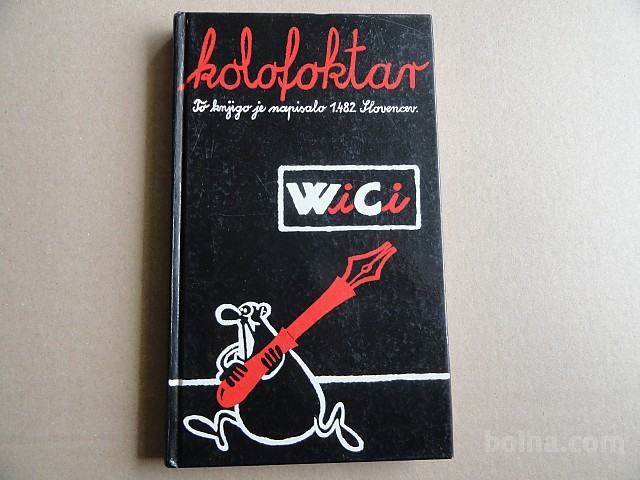 kolofoktar
To knjigo je napisalo 1.482 Slovencev.
WiCi
bolha.com